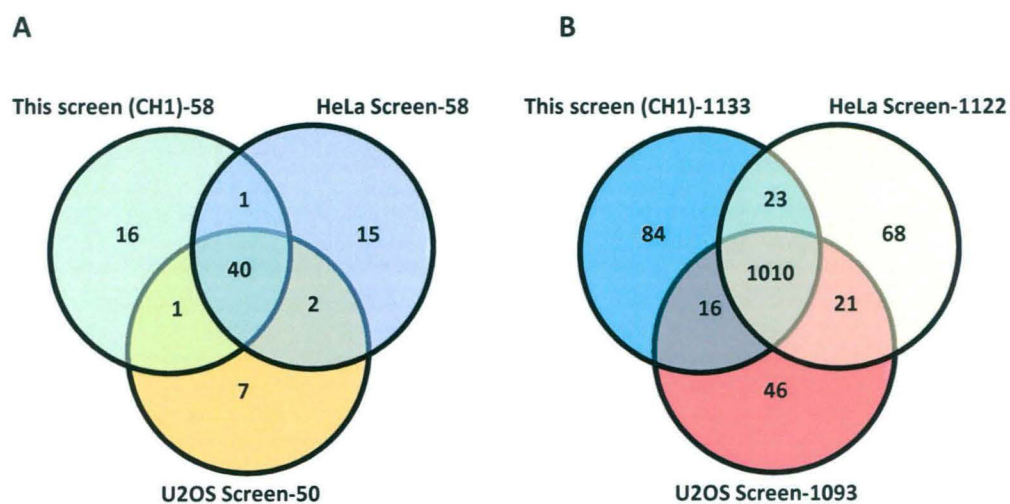 A
B
This screen (CH1)-58
HeLa Screen-58
This screen (CH1)-1133
HeLa Screen-1122
1
16
15
40
1
2
7
U2OS Screen-50
23
84
68
1010
16
21
46
U2OS Screen-1093